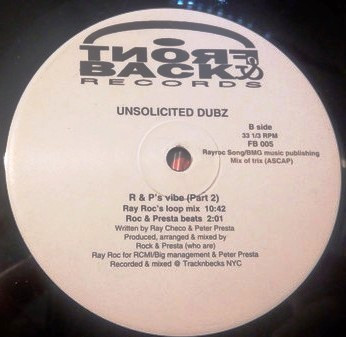 FRONT &
BACK
RECORDS
UNSOLICITED DUBZ
B side
33 1/3 RPM
FB 005
Rayroc Song/BMG music publishing
Mix of trix (ASCAP)
R & P's vibe (Part 2)
Ray Roc's loop mix 10:42
Roc & Presta beats 2:01
Written by Ray Checo & Peter Presta
Produced, arranged & mixed by
Rock & Presta (who are)
Ray Roc for RCMI/Big management & Peter Presta
Recorded & mixed @ Tracknbecks NYC